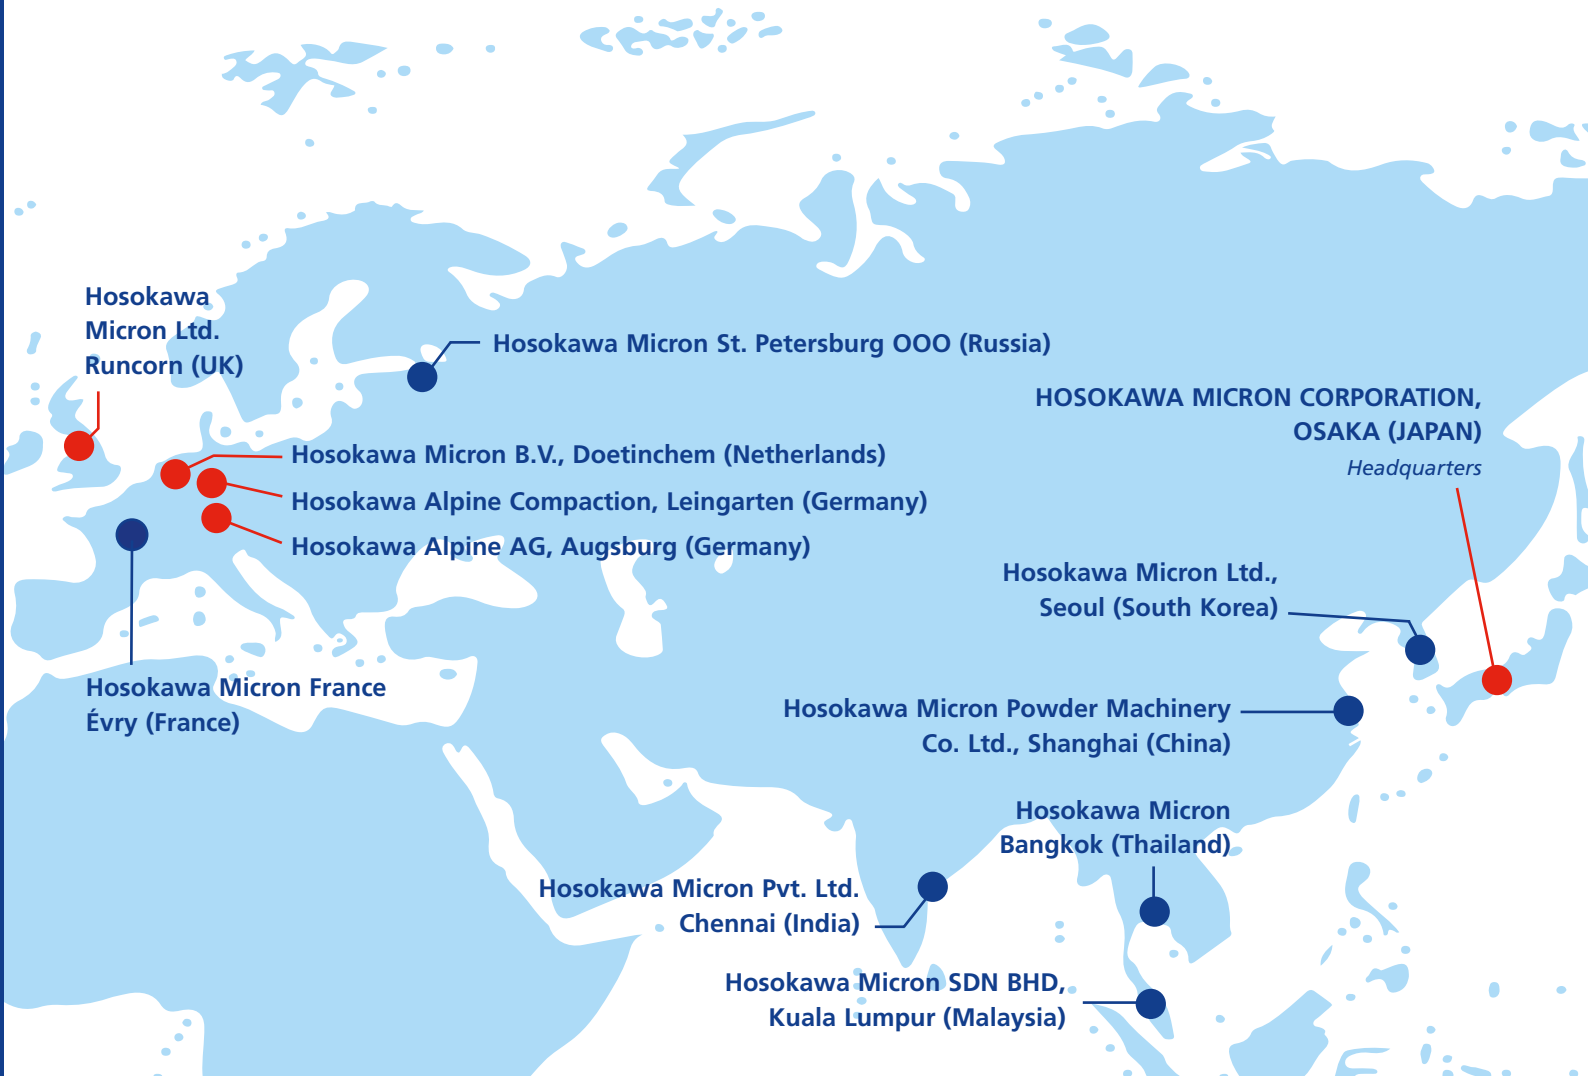 Hosokawa
Micron Ltd.
Runcorn (UK)
Hosokawa Micron St. Petersburg OOO (Russia)
HOSOKAWA MICRON CORPORATION,
OSAKA (JAPAN)
Headquarters
Hosokawa Micron B.V., Doetinchem (Netherlands)
Hosokawa Alpine Compaction, Leingarten (Germany)
Hosokawa Alpine AG, Augsburg (Germany)
Hosokawa Micron Ltd.,
Seoul (South Korea)
Hosokawa Micron France
Évry (France)
Hosokawa Micron Powder Machinery
Co. Ltd., Shanghai (China)
Hosokawa Micron
Bangkok (Thailand)
Hosokawa Micron Pvt. Ltd.
Chennai (India)
Hosokawa Micron SDN BHD,
Kuala Lumpur (Malaysia)